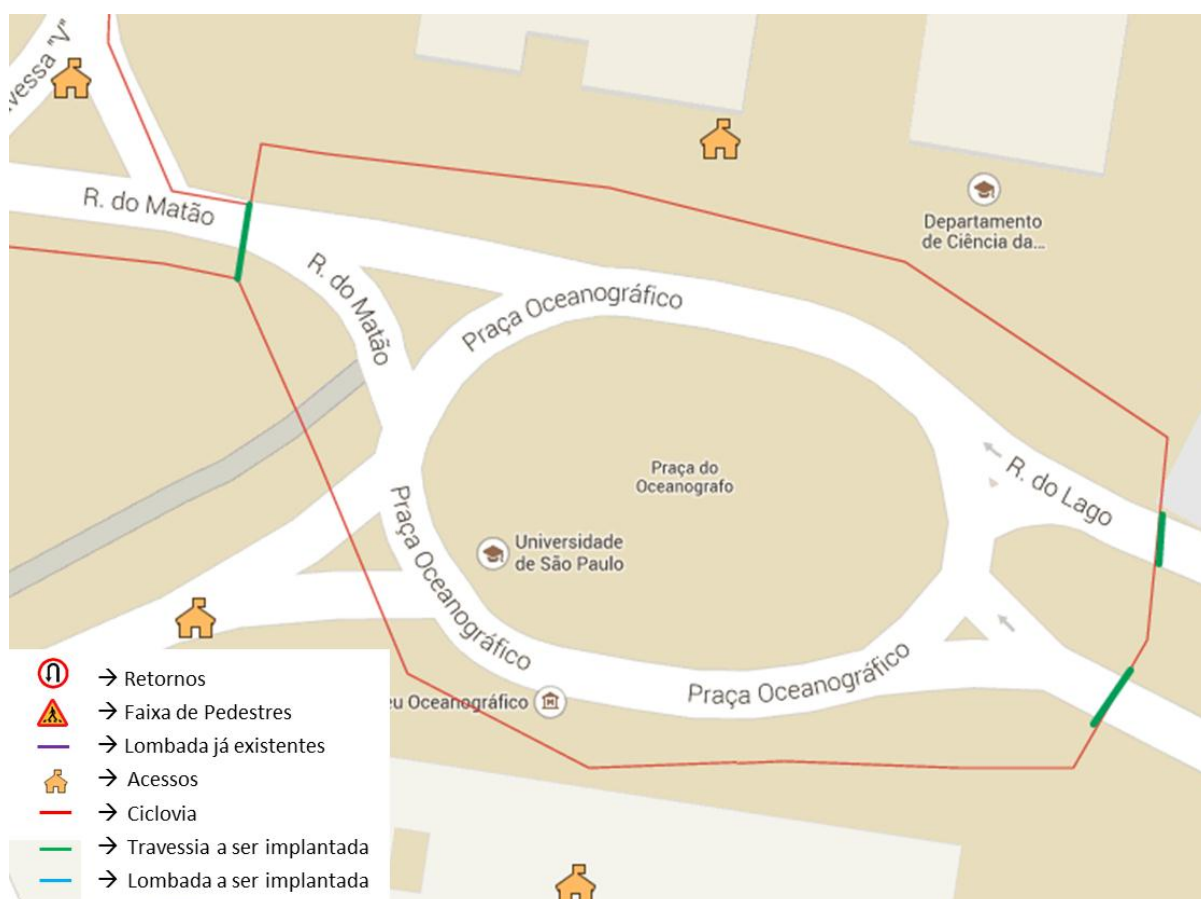 vessa "V"
R. do Matão
Departamento
de Ciência da...
R. do Matão
Praça Oceanográfico
Praça do
Oceanografo
R. do Lago
Universidade
de São Paulo
Praça Oceanográfico
Praça Oceanográfico
eu Oceanográfico
→ Retornos
→ Faixa de Pedestres
→ Lombada já existentes
→ Acessos
→ Ciclovia
→ Travessia a ser implantada
→ Lombada a ser implantada